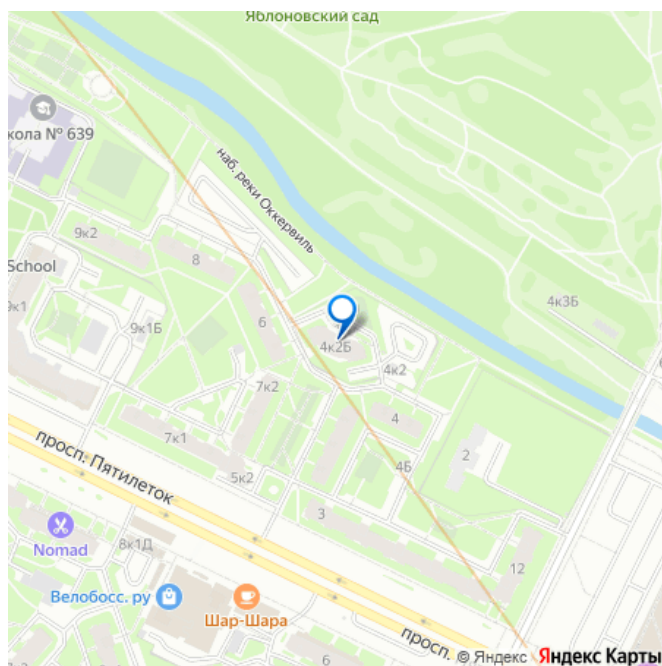 Яблоновский сад
кола № 639
наб. реки Оккервиль
9к2
8
School
4к3Б
9к1
9к1Б
6
4к2Б
4к2
7к2
4
7к1
просп. Пятилеток
5к2
4Б
2
3
Nomad
8к1Д
12
Велобосс. ру
Шар-Шара
просп.
6
© Яндекс Яндекс Карты